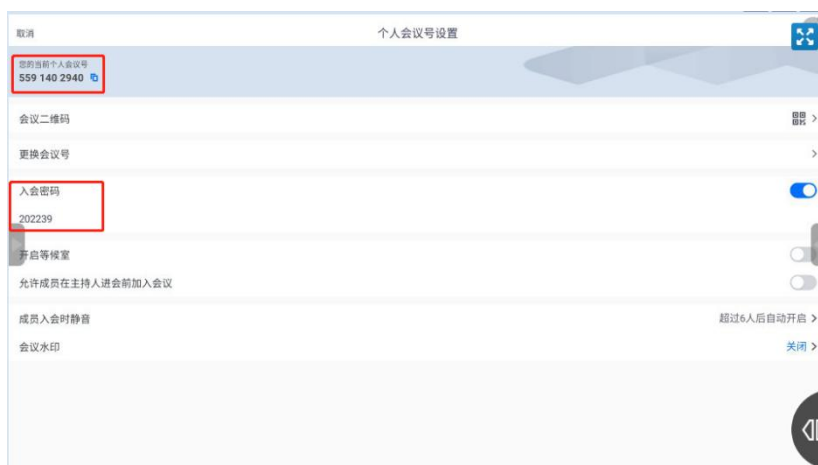 取消
个人会议号设置
您的当前个人会议号
559 140 2940
会议二维码
更换会议号
入会密码
202239
开启等候室
允许成员在主持人进会前加入会议
成员入会时静音
超过6人后自动开启
会议水印
关闭